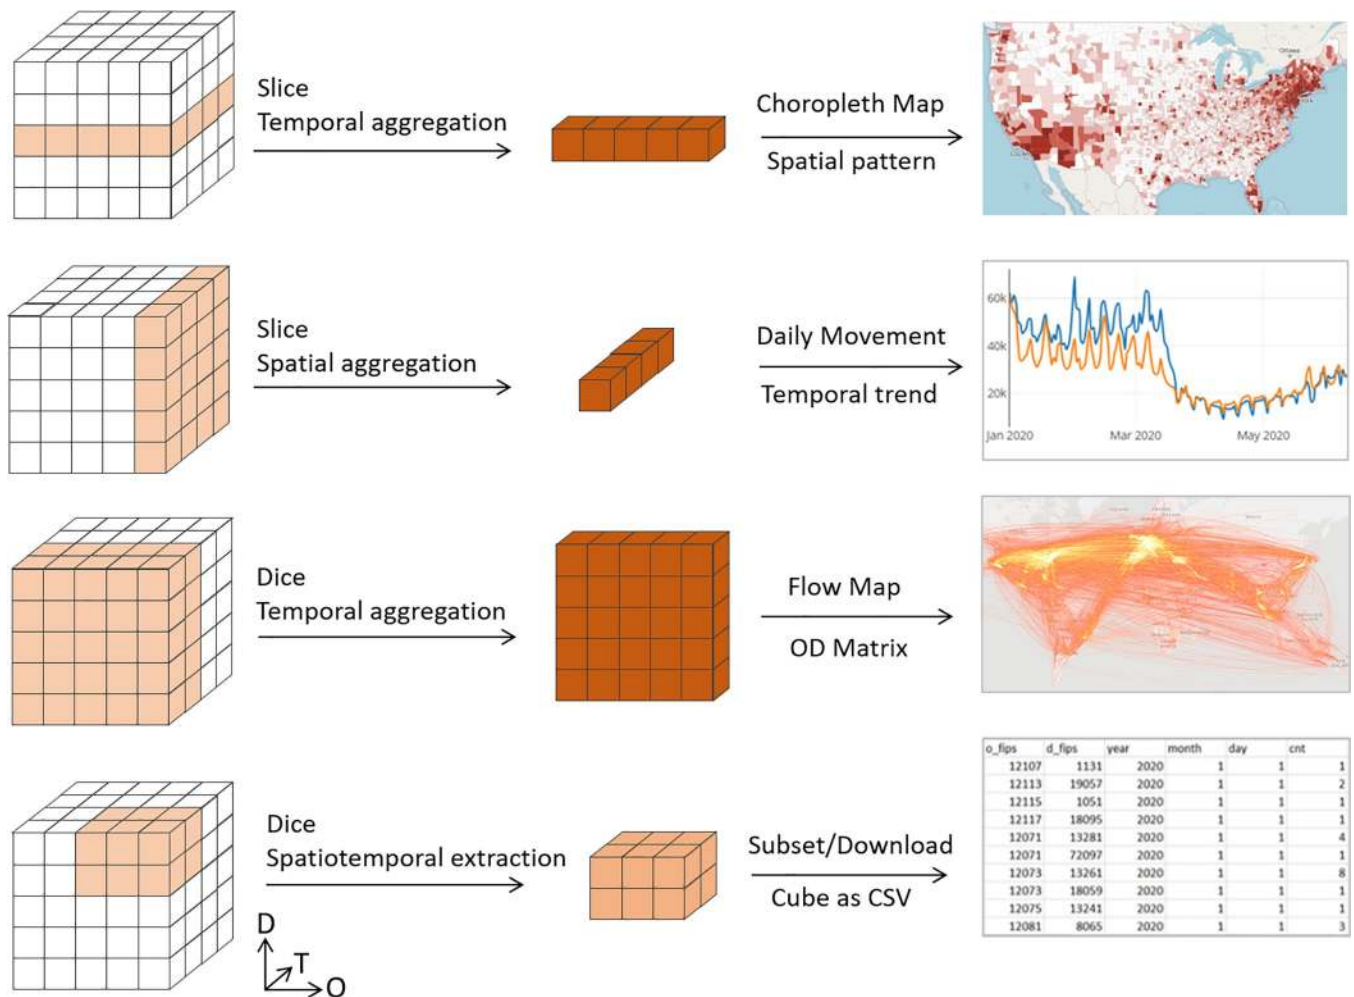 Slice
Temporal aggregation
Choropleth Map
Spatial pattern
Ottawa
Slice
Spatial aggregation
Daily Movement
Temporal trend
60k
40k
20k
Jan 2020
Mar 2020
May 2020
Dice
Temporal aggregation
Flow Map
OD Matrix
Dice
Spatiotemporal extraction
Subset/Download
Cube as CSV
D
T
O
o_fips d_fips year month day cnt
12107 1131 2020 1 1 1
12113 19057 2020 1 1 2
12115 1051 2020 1 1 1
12117 18095 2020 1 1 1
12071 13281 2020 1 1 4
12071 72097 2020 1 1 1
12073 13261 2020 1 1 8
12073 18059 2020 1 1 1
12075 13241 2020 1 1 1
12081 8065 2020 1 1 3